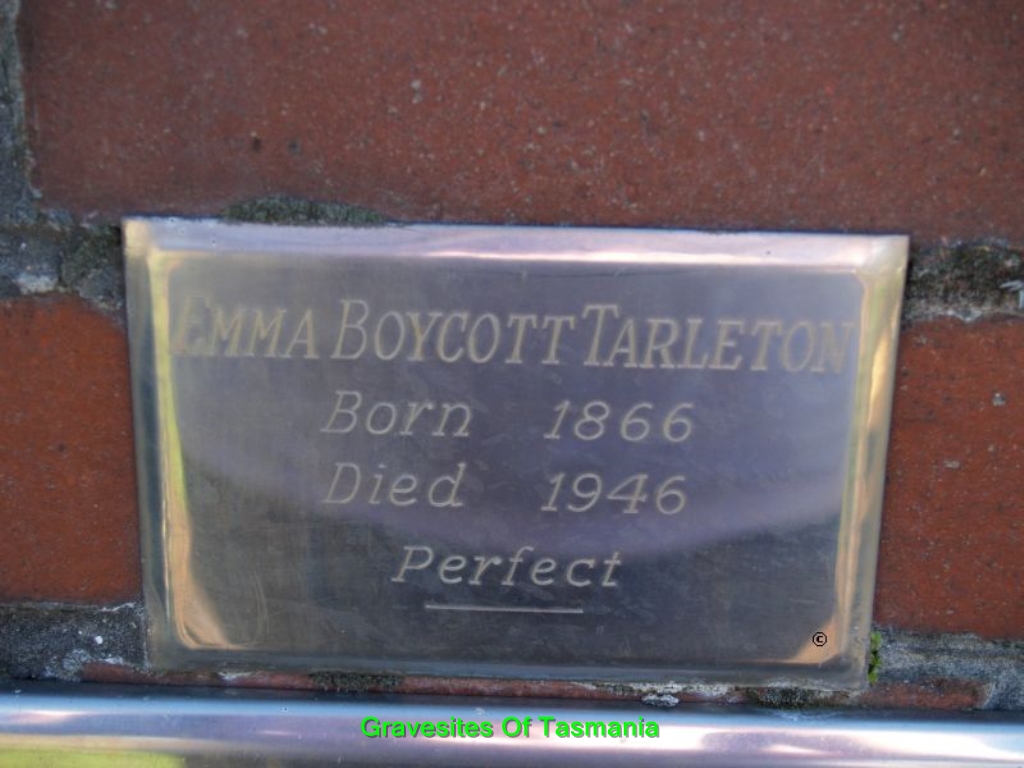 EMMA BOYCOTT TARLETON
Born 1866
Died 1946
Perfect
©
Gravesites Of Tasmania